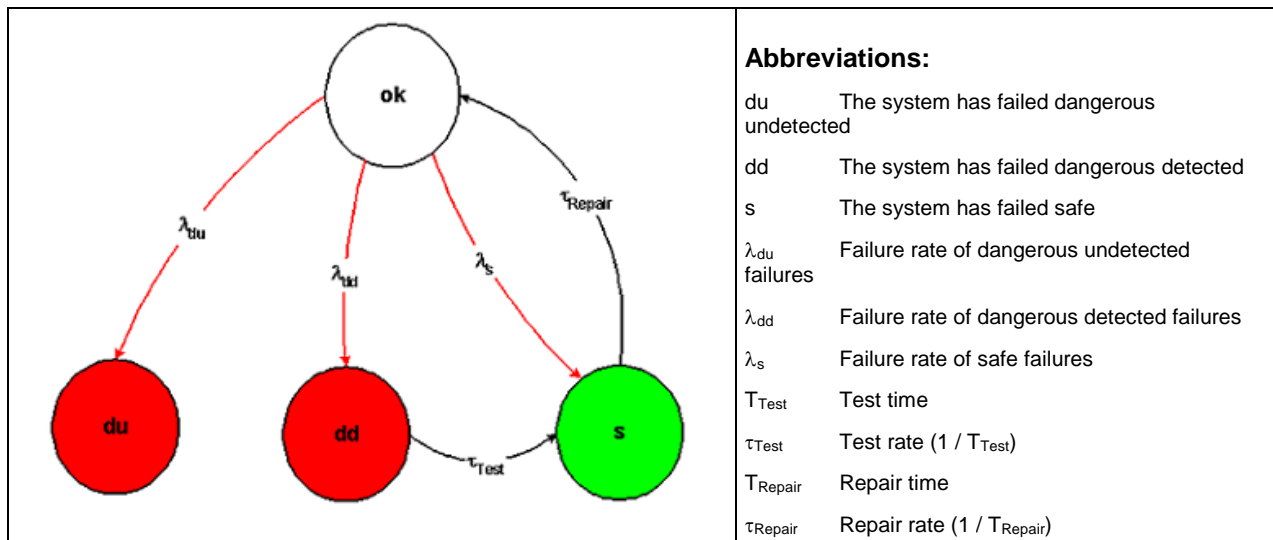 ok
τRepair
λdu
λdd
λs
du
dd
s
τTest
Abbreviations:
du The system has failed dangerous
undetected
dd The system has failed dangerous detected
s The system has failed safe
λdu Failure rate of dangerous undetected
failures
λdd Failure rate of dangerous detected failures
λs Failure rate of safe failures
TTest Test time
τTest Test rate (1 / TTest)
TRepair Repair time
τRepair Repair rate (1 / TRepair)